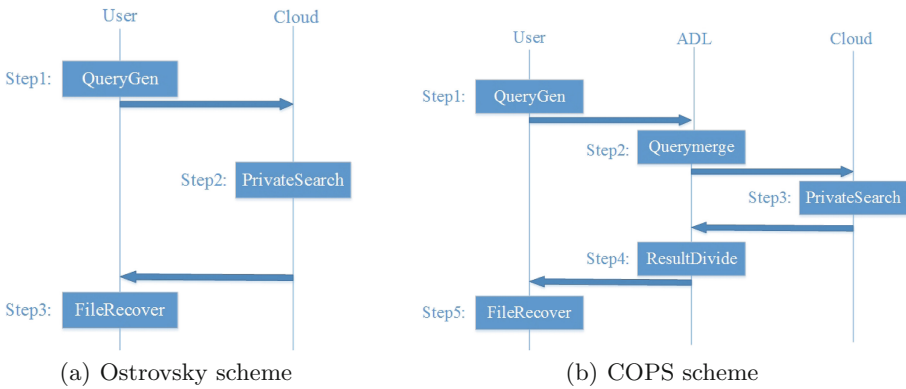 User Cloud
Step1: QueryGen
Step2: PrivateSearch
Step3: FileRecover
(a) Ostrovsky scheme
User ADL Cloud
Step1: QueryGen
Step2: Querymerge
Step3: PrivateSearch
Step4: ResultDivide
Step5: FileRecover
(b) COPS scheme